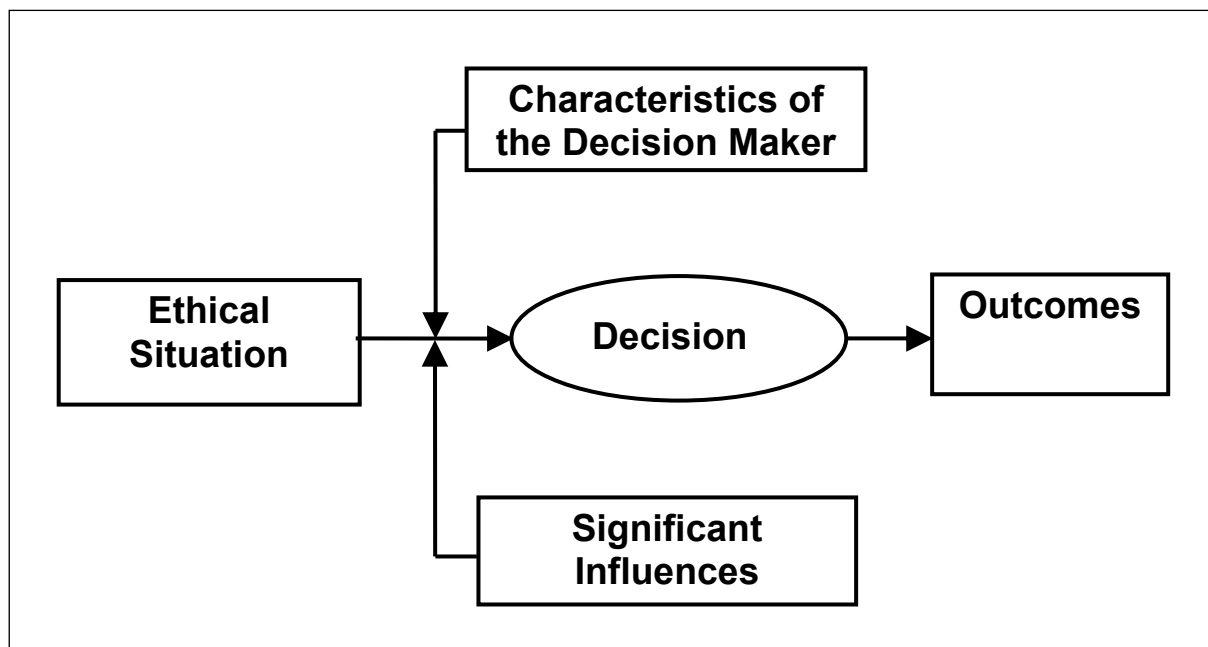 Characteristics of
the Decision Maker
Ethical
Situation
Decision
Outcomes
Significant
Influences